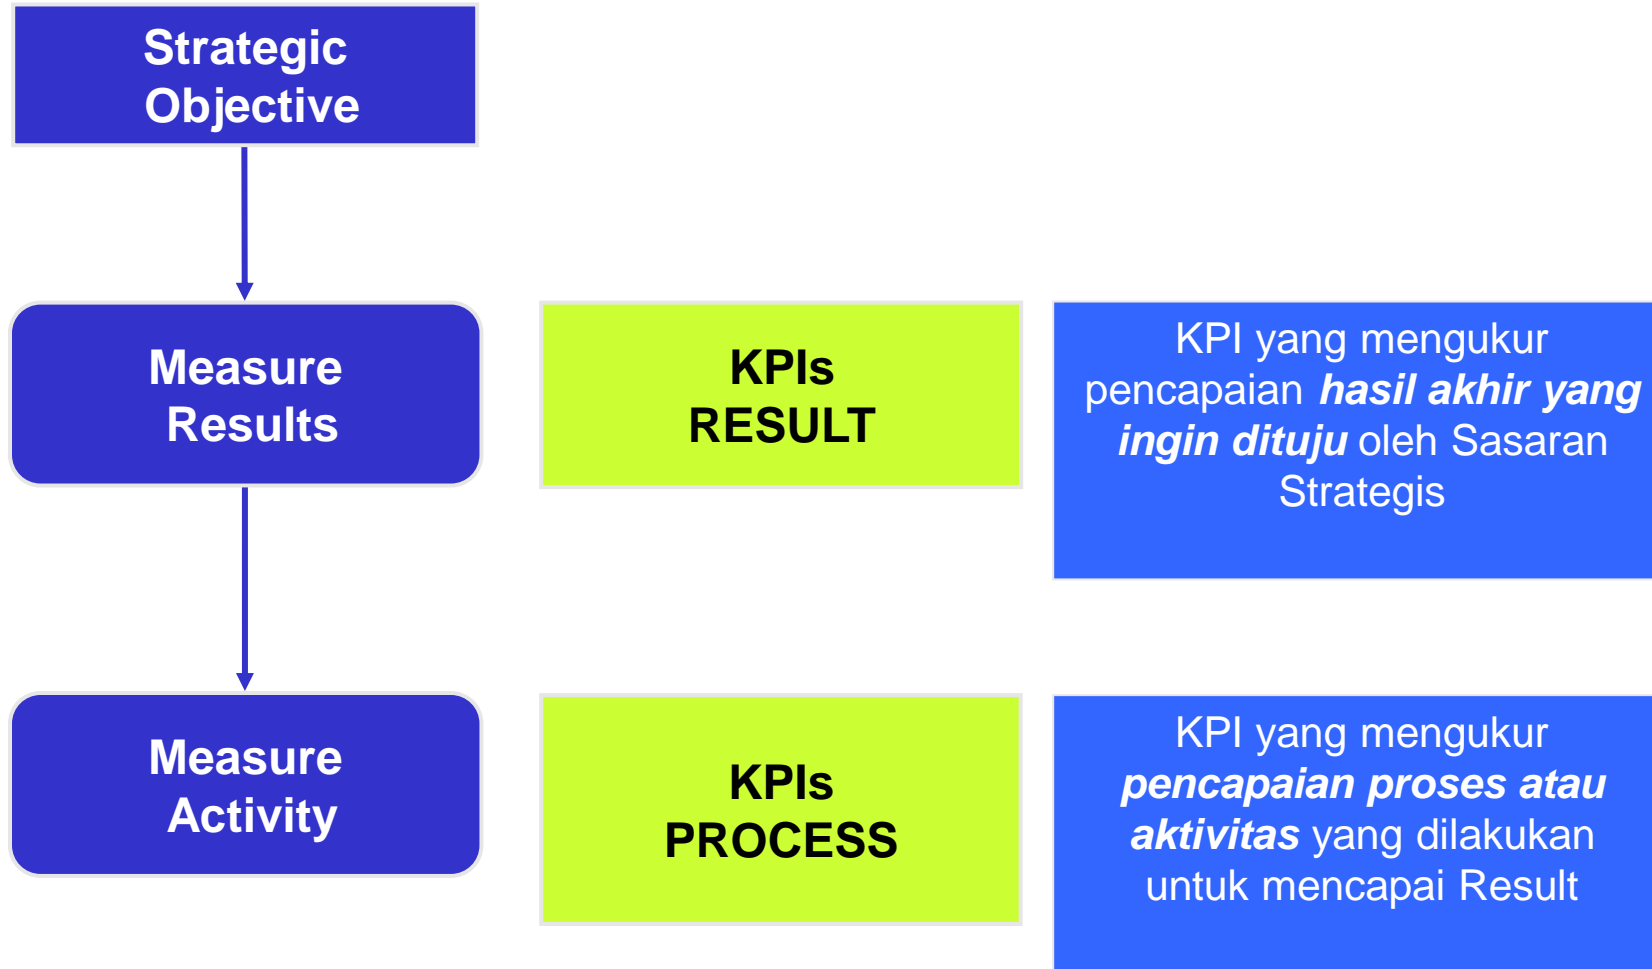 Strategic
Objective
Measure
Results
KPIs
RESULT
KPI yang mengukur
pencapaian hasil akhir yang
ingin dituju oleh Sasaran
Strategis
Measure
Activity
KPIs
PROCESS
KPI yang mengukur
pencapaian proses atau
aktivitas yang dilakukan
untuk mencapai Result